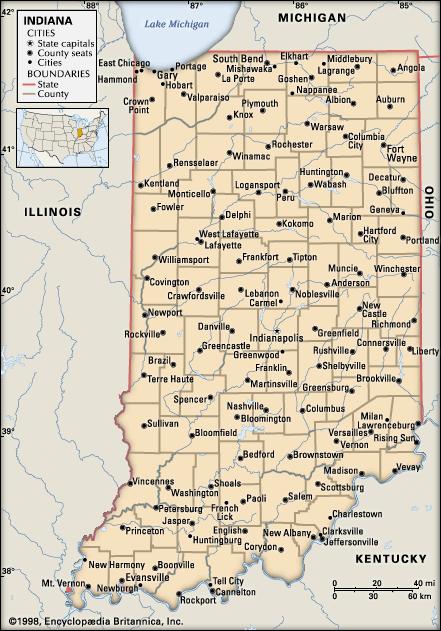 INDIANA
CITIES
State capitals
County seats
Cities
BOUNDARIES
State
County
42°
MICHIGAN
Lake Michigan
East Chicago
Hammond
Gary
Portage
Hobart
South Bend
Mishawaka
La Porte
Elkhart
Goshen
Middlebury
Lagrange
Angola
Crown
Point
Valparaiso
Nappanee
Plymouth
Knox
Albion
Auburn
Warsaw
Columbia
City
Fort
Wayne
41°
Rochester
Winamac
Rensselaer
Huntington
Wabash
Decatur
Bluffton
Kentland
Monticello
Logansport
Peru
Geneva
OHIO
ILLINOIS
Fowler
Delphi
Kokomo
Marion
Hartford
City
Portland
West Lafayette
Lafayette
Williamsport
Frankfort
Tipton
Muncie
Winchester
Anderson
Covington
Crawfordsville
Lebanon
Carmel
Noblesville
40°
New
Castle
Richmond
Newport
Rockville
Danville
Indianapolis
Greenfield
Greencastle
Greenwood
Rushville
Connersville
Liberty
Brazil
Franklin
Shelbyville
Terre Haute
Martinsville
Greensburg
Brookville
Spencer
Nashville
Columbus
Milan
Lawrenceburg
Sullivan
Bloomington
Bloomfield
Versailles
Rising Sun
Vernon
39°
Bedford
Brownstown
Madison
Vevay
Vincennes
Shoals
Washington
Scottsburg
Paoli
Salem
Petersburg
French
Lick
Charlestown
Jasper
Princeton
English
New Albany
Clarksville
Jeffersonville
Huntingburg
Corydon
KENTUCKY
New Harmony
Boonville
38°
Mt. Vernon
Evansville
Newburgh
Tell City
Cannelton
Rockport
0 20 40 mi
0 30 60 km
©1998, Encyclopædia Britannica, Inc.